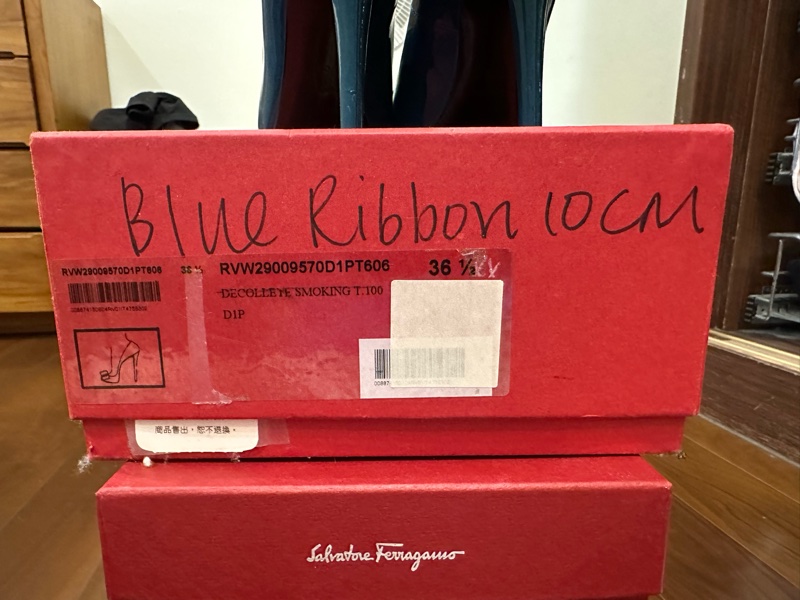 Blue Ribbon 10CM
RVW29009570D1PT606
RVW29009570D1PT606 36 ½
DECOLLETE SMOKING T.100
D1P
商品售出，恕不退換。
Salvatore Ferragamo